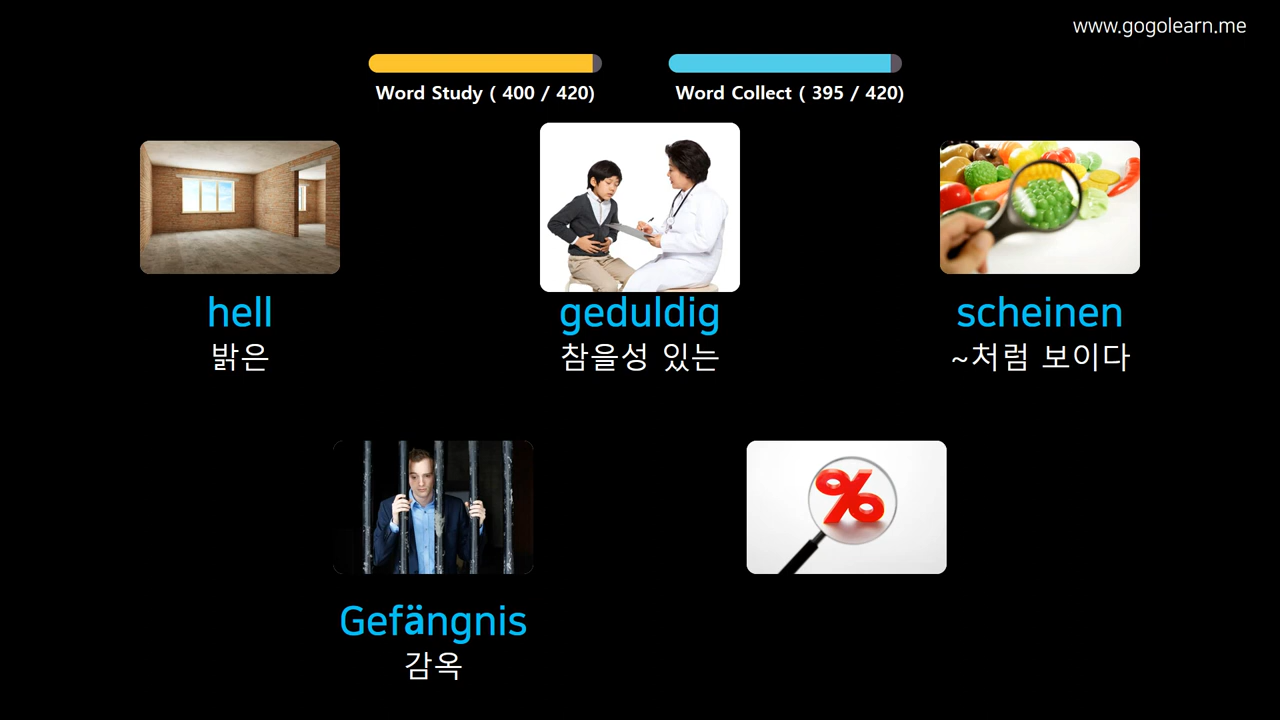 www.gogolearn.me
Word Study ( 400 / 420)
Word Collect ( 395 / 420)
hell
밝은
geduldig
참을성 있는
scheinen
~처럼 보이다
%
Gefängnis
감옥